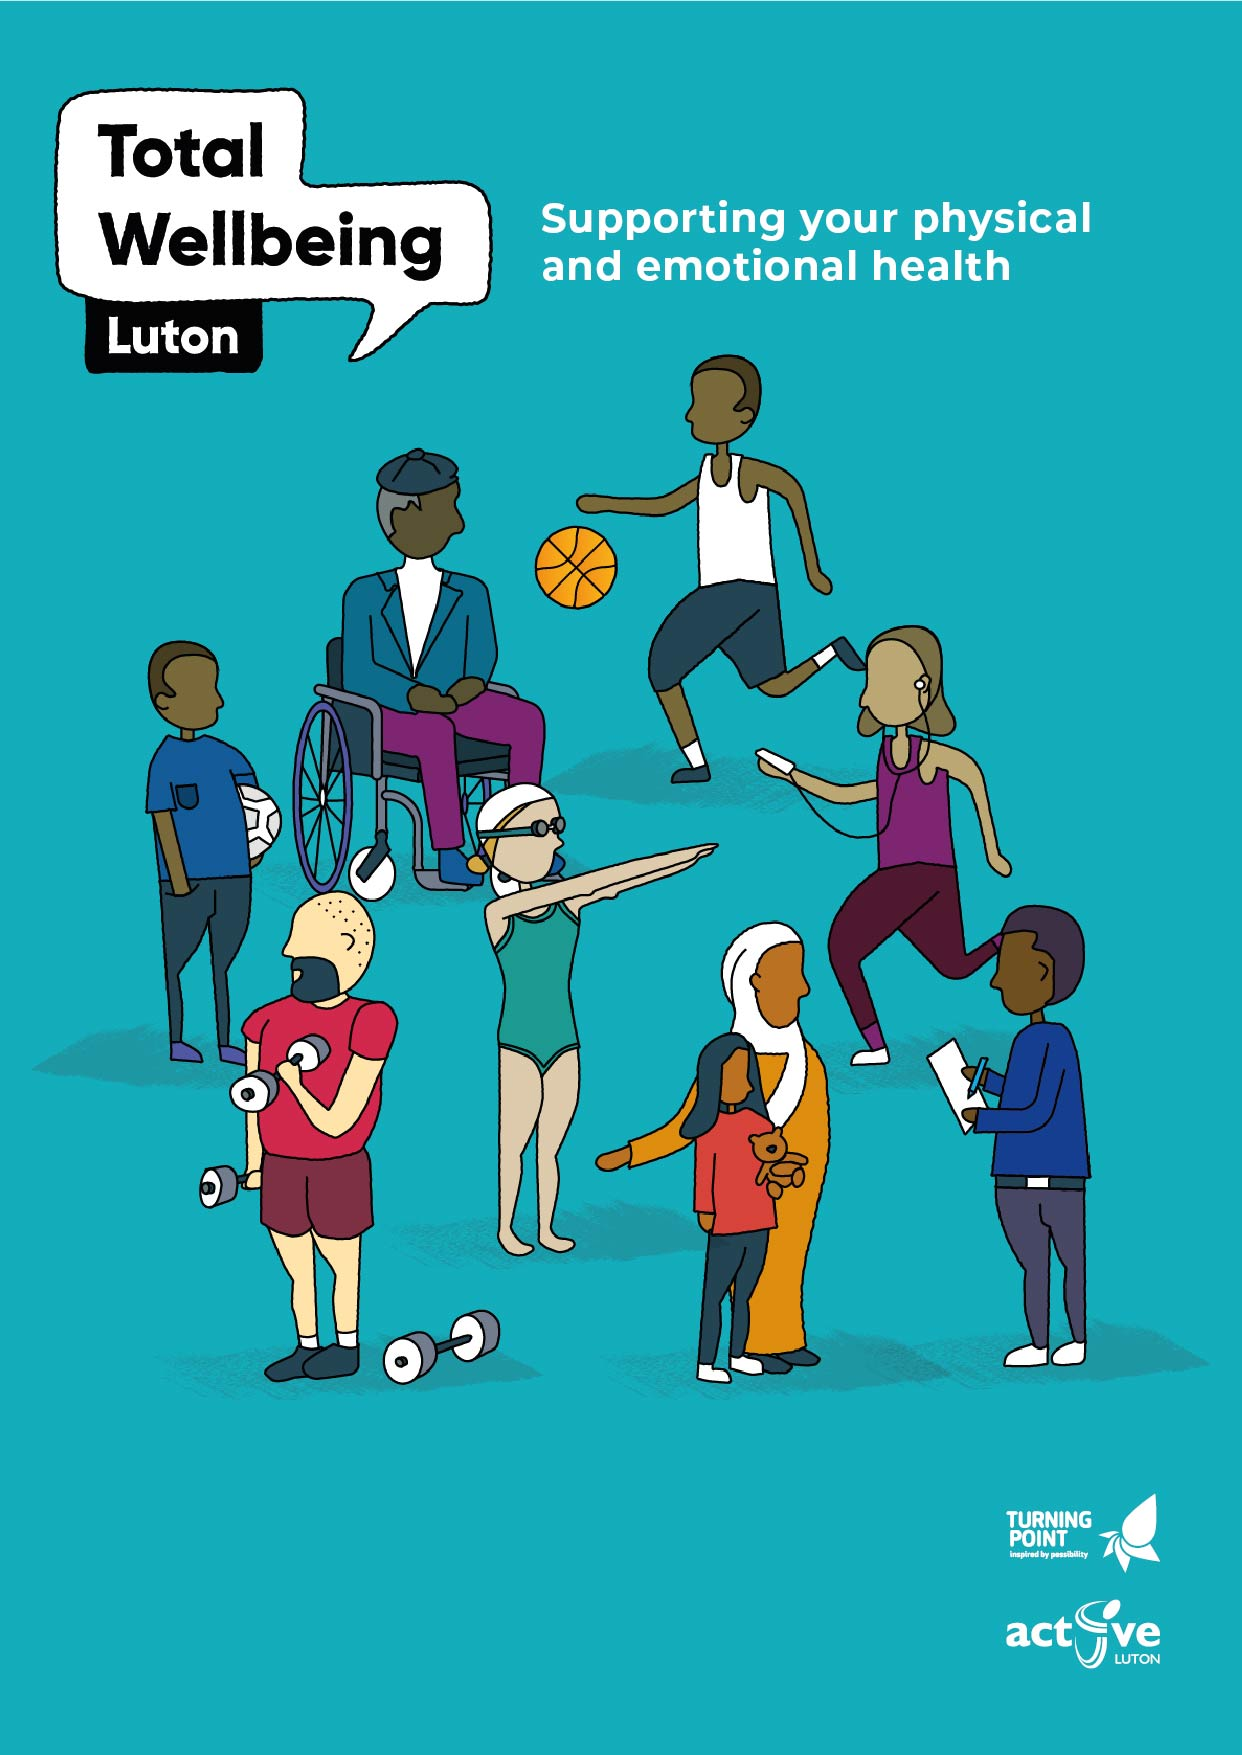 Total
Wellbeing
Luton
Supporting your physical
and emotional health
TURNING
POINT
inspired by possibility
active
LUTON